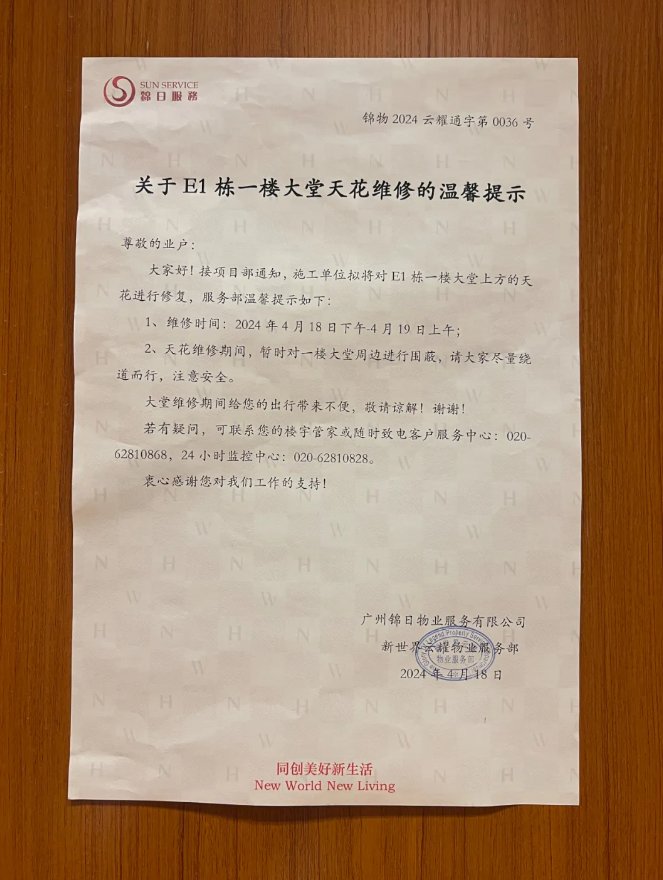 SUN SERVICE
錦日服務
锦物 2024 云耀通字第 0036 号
关于 E1 栋一楼大堂天花维修的温馨提示
尊敬的业户：
大家好！接项目部通知，施工单位拟将对 E1 栋一楼大堂上方的天
花进行修复，服务部温馨提示如下：
1、维修时间：2024 年 4 月 18 日下午-4 月 19 日上午；
2、天花维修期间，暂时对一楼大堂周边进行围蔽，请大家尽量绕
道而行，注意安全。
大堂维修期间给您的出行带来不便，敬请谅解！谢谢！
若有疑问，可联系您的楼宇管家或随时致电客户服务中心：020-
62810868，24 小时监控中心：020-62810828。
衷心感谢您对我们工作的支持！
广州锦日物业服务有限公司
新世界云耀物业服务部
物业服务部
2024 年 4 月 18 日
同创美好新生活
New World New Living